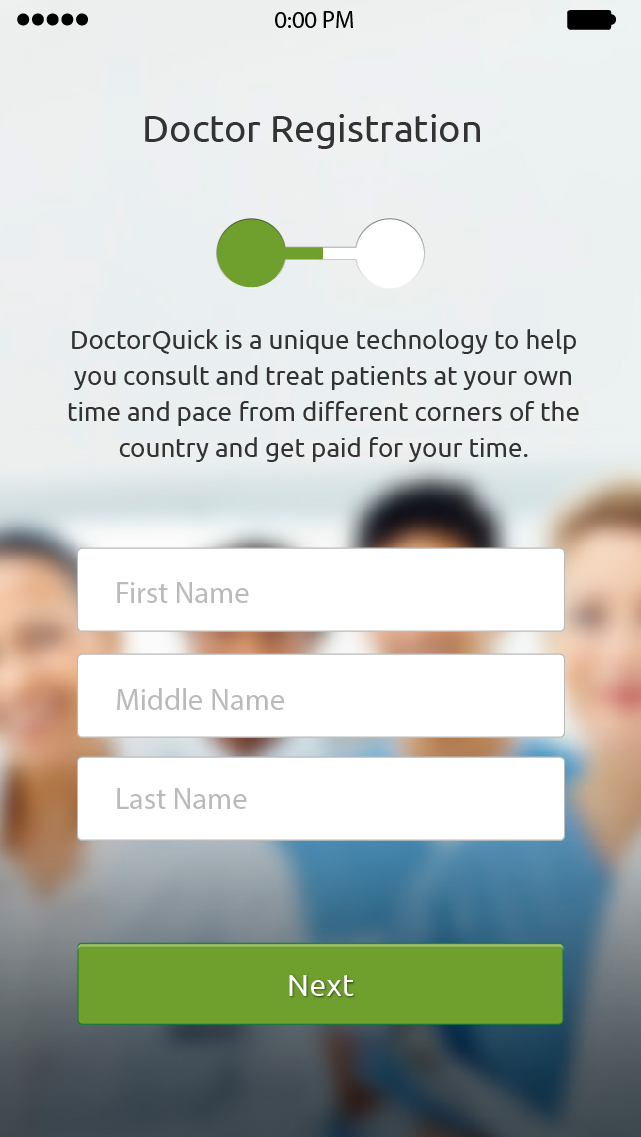 0:00 PM
Doctor Registration
DoctorQuick is a unique technology to help
you consult and treat patients at your own
time and pace from different corners of the
country and get paid for your time.
First Name
Middle Name
Last Name
Next